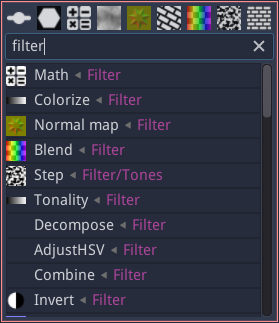 filter
Math ◂ Filter
Colorize ◂ Filter
Normal map ◂ Filter
Blend ◂ Filter
Step ◂ Filter/Tones
Tonality ◂ Filter
Decompose ◂ Filter
AdjustHSV ◂ Filter
Combine ◂ Filter
Invert ◂ Filter